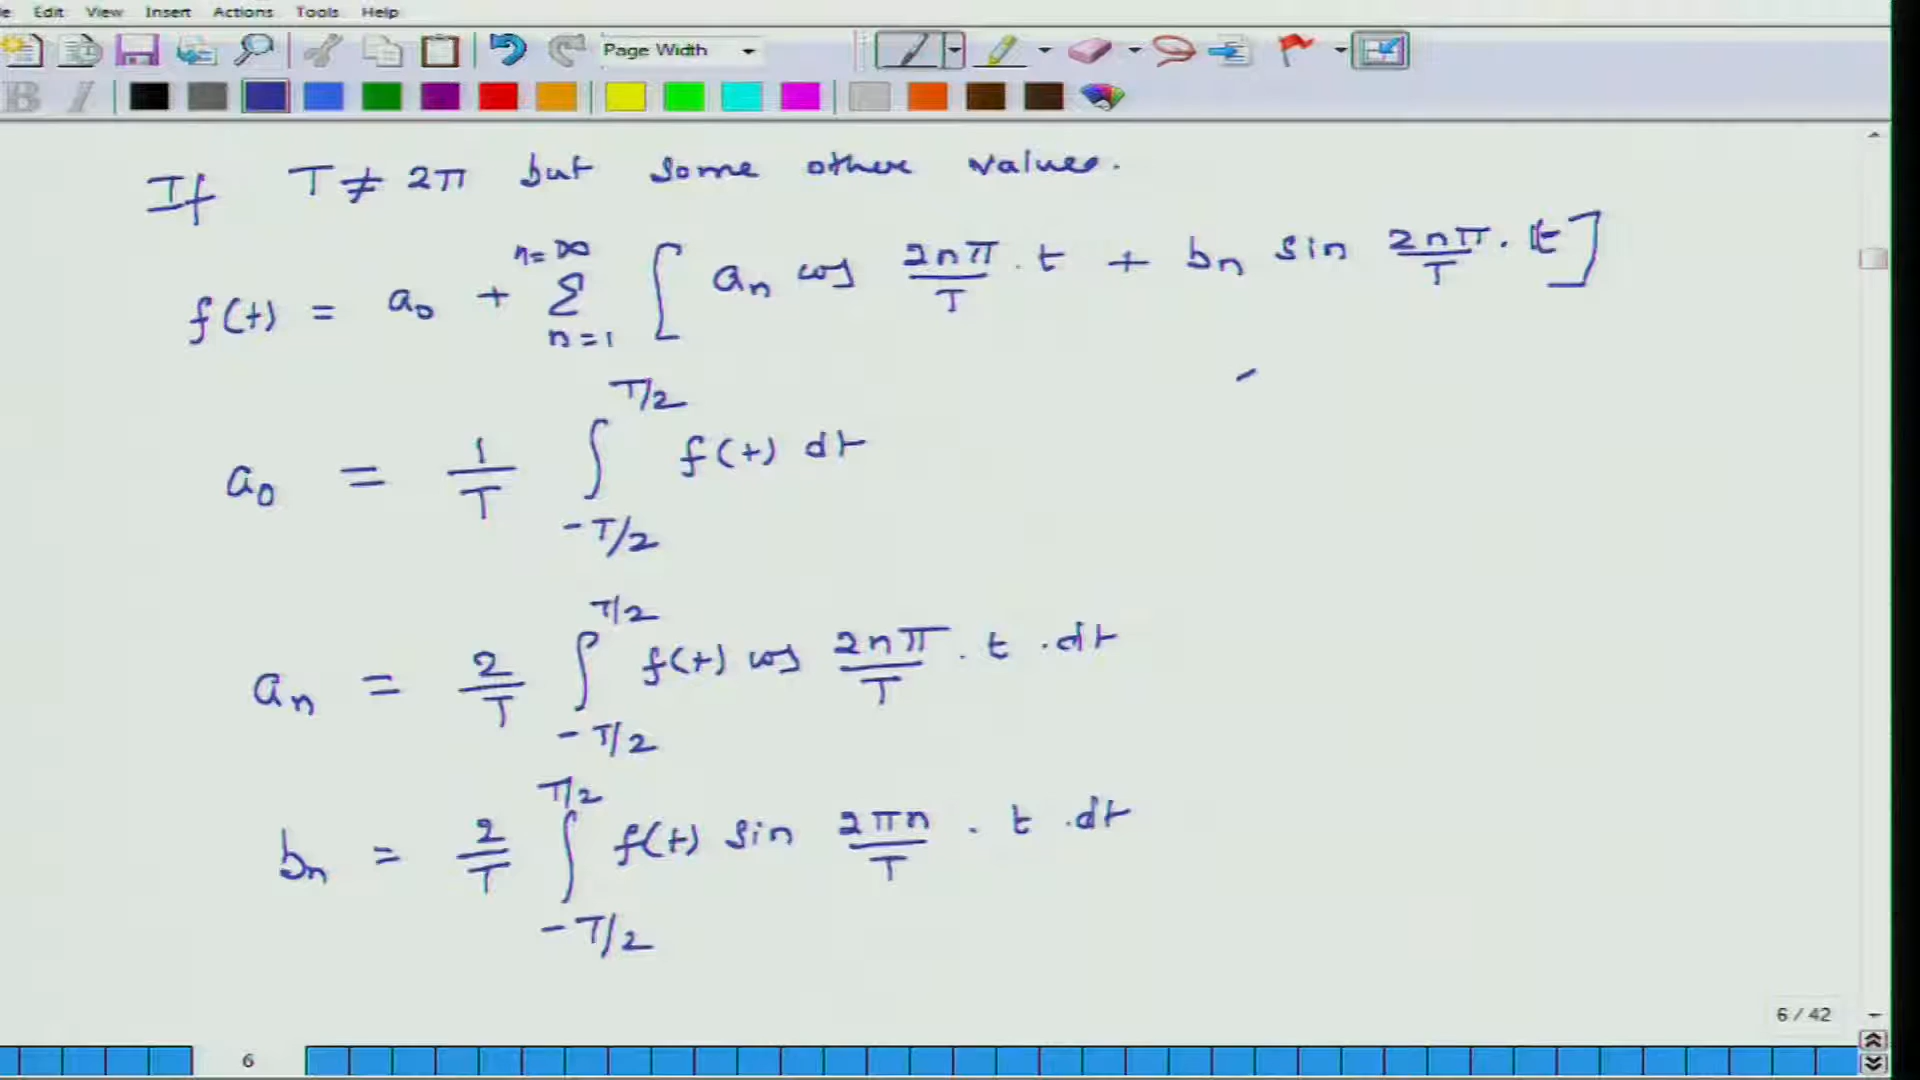 Edit View Insert Actions Tools Help
Page Width
B I
If T ≠ 2π but some other values.
f(t) = a₀ + Σ_{n=1}^{n=∞} [ aₙ cos 2nπ/T . t + bₙ sin 2nπ/T . t ]
a₀ = 1/T ∫_{-T/2}^{T/2} f(t) dt
aₙ = 2/T ∫_{-T/2}^{T/2} f(t) cos 2nπ/T . t . dt
bₙ = 2/T ∫_{-T/2}^{T/2} f(t) sin 2πn/T . t . dt
6 / 42
6